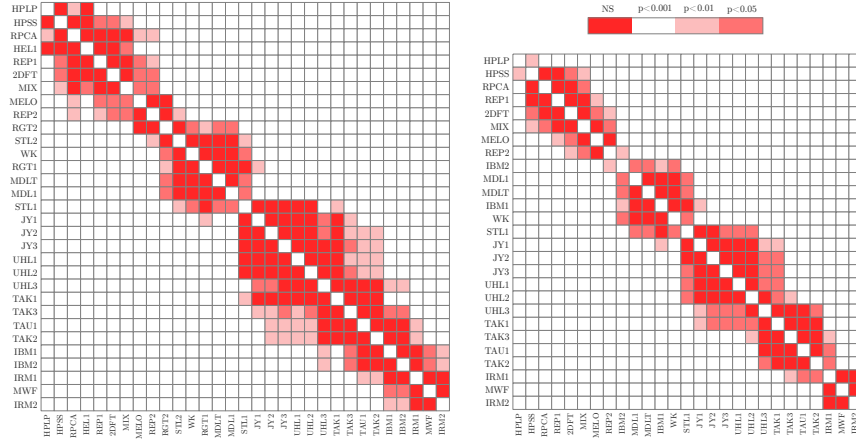 HPLP
HPSS
RPCA
HEL1
REP1
2DFT
MIX
MELO
REP2
RGT2
STL2
WK
RGT1
MDLT
MDL1
STL1
JY1
JY2
JY3
UHL1
UHL2
UHL3
TAK1
TAK3
TAU1
TAK2
IBM1
IBM2
IRM1
MWF
IRM2
HPLP HPSS RPCA HEL1 REP1 2DFT MIX MELO REP2 RGT2 STL2 WK RGT1 MDLT MDL1 STL1 JY1 JY2 JY3 UHL1 UHL2 UHL3 TAK1 TAK3 TAU1 TAK2 IBM1 IBM2 IRM1 MWF IRM2
NS p<0.001 p<0.01 p<0.05
HPLP
HPSS
RPCA
REP1
2DFT
MIX
MELO
REP2
IBM2
MDL1
MDLT
IBM1
WK
STL1
JY1
JY2
JY3
UHL1
UHL2
UHL3
TAK1
TAK3
TAU1
TAK2
IRM1
MWF
IRM2
HPLP HPSS RPCA REP1 2DFT MIX MELO REP2 IBM2 MDL1 MDLT IBM1 WK STL1 JY1 JY2 JY3 UHL1 UHL2 UHL3 TAK1 TAK3 TAU1 TAK2 IRM1 MWF IRM2